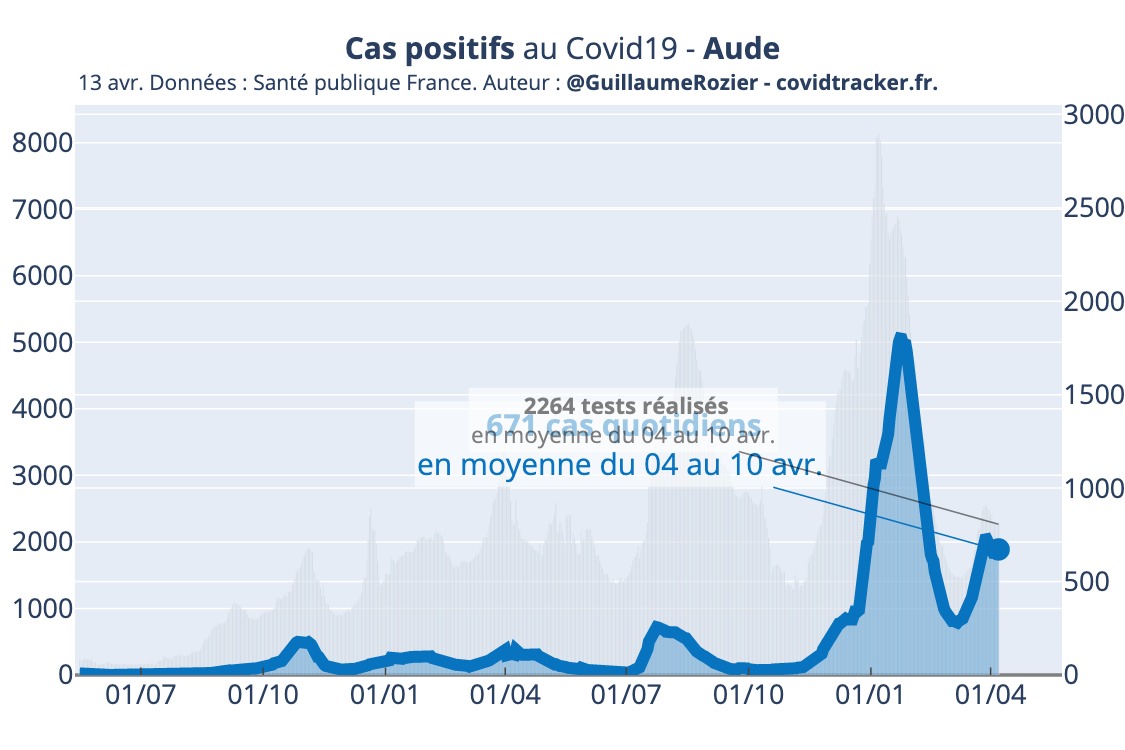 Cas positifs au Covid19 - Aude
13 avr. Données : Santé publique France. Auteur : @GuillaumeRozier - covidtracker.fr.
3000
8000
7000
2500
6000
2000
5000
1500
4000
2264 tests réalisés
671 cas quotidiens
en moyenne du 04 au 10 avr.
en moyenne du 04 au 10 avr.
3000
1000
2000
500
1000
0
0
01/07 01/10 01/01 01/04 01/07 01/10 01/01 01/04